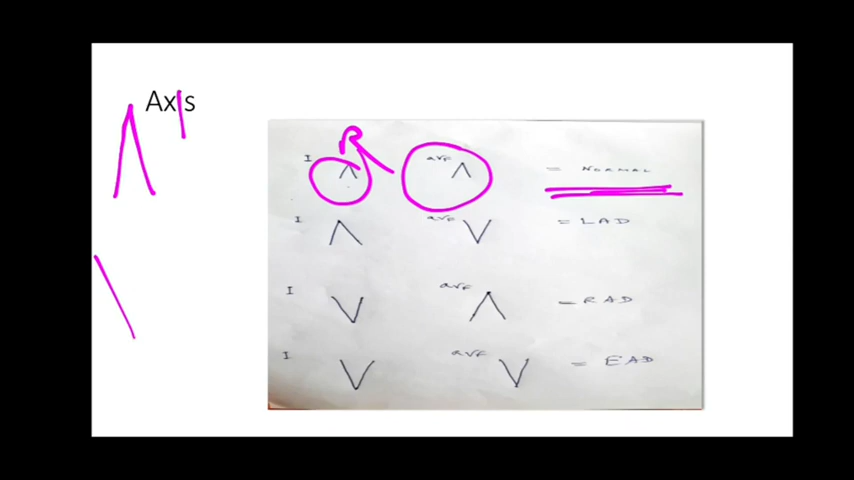 Axis
R
I aVF = NORMAL
I aVF = LAD
I aVF = RAD
I aVF = EAD